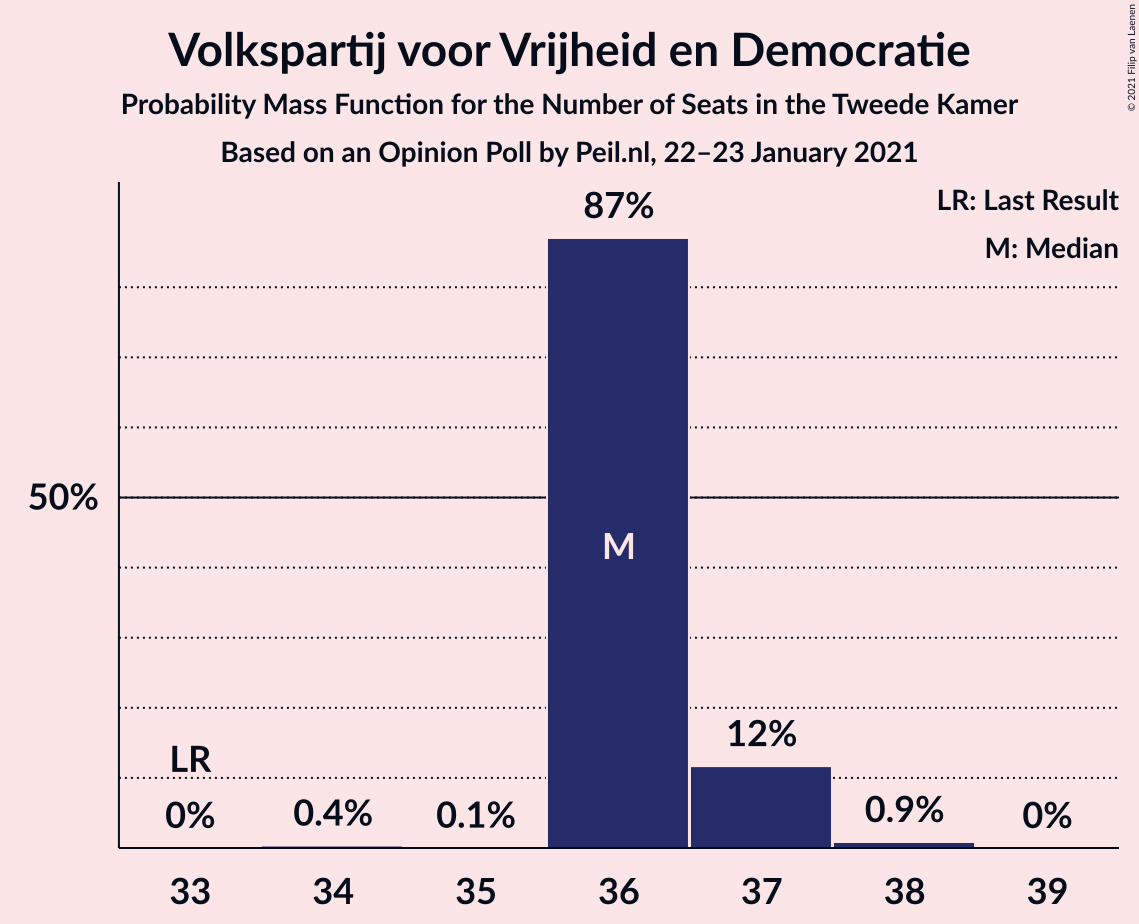 Volkspartij voor Vrijheid en Democratie
Probability Mass Function for the Number of Seats in the Tweede Kamer
Based on an Opinion Poll by Peil.nl, 22–23 January 2021
© 2021 Filip van Laenen
LR: Last Result
M: Median
87%
50%
M
12%
LR
0%
0.4%
0.1%
0.9%
0%
33 34 35 36 37 38 39